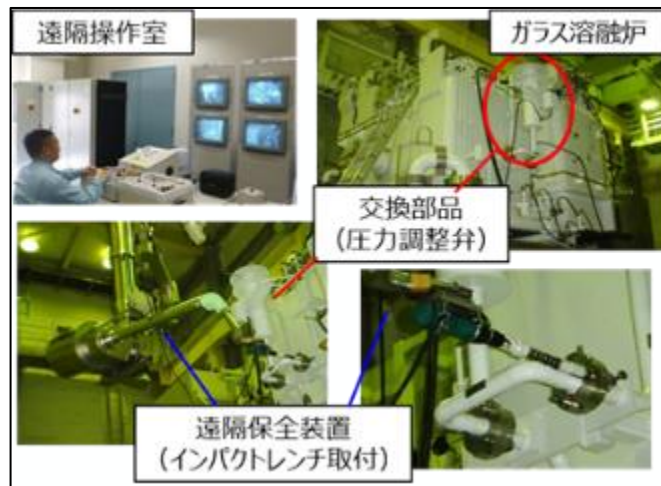 遠隔操作室
ガラス溶融炉
交換部品
（圧力調整弁）
遠隔保全装置
（インパクトレンチ取付）